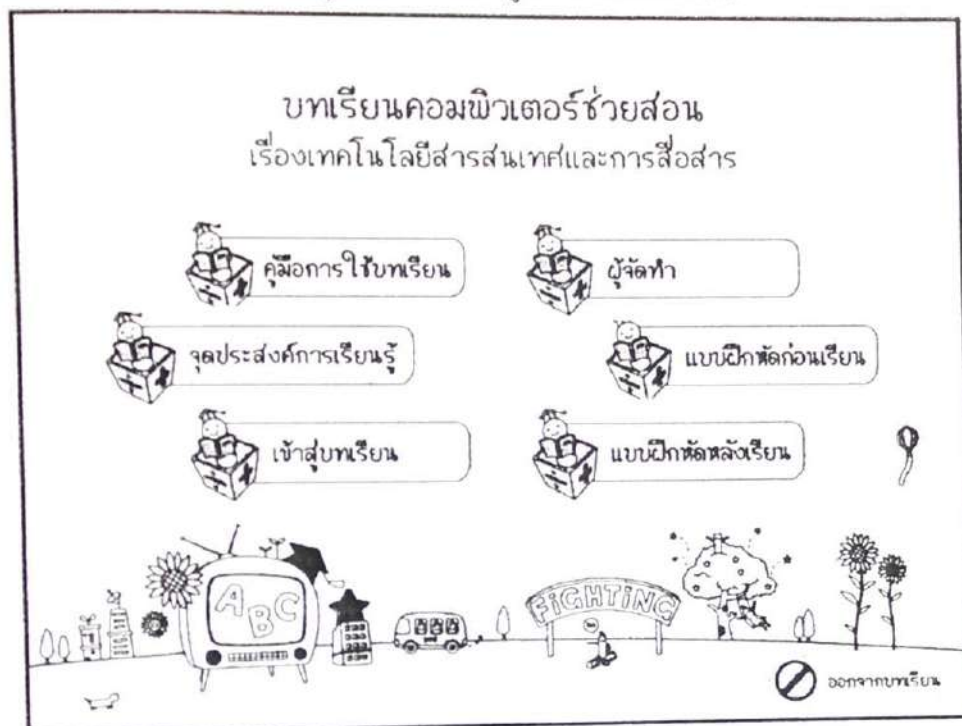 บทเรียนคอมพิวเตอร์ช่วยสอน
เรื่องเทคโนโลยีสารสนเทศและการสื่อสาร
คู่มือการใช้บทเรียน
ผู้จัดทำ
จุดประสงค์การเรียนรู้
แบบฝึกหัดก่อนเรียน
เข้าสู่บทเรียน
แบบฝึกหัดหลังเรียน
ABC
FiGHTiNG
ออกจากบทเรียน